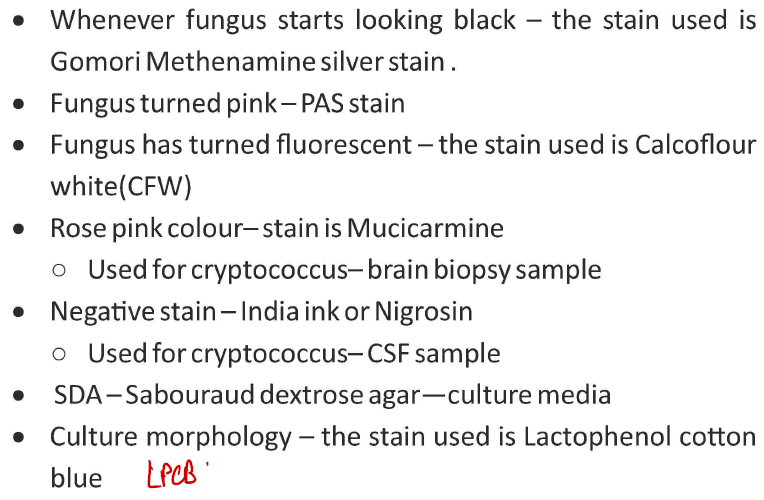 • Whenever fungus starts looking black – the stain used is
Gomori Methenamine silver stain .
• Fungus turned pink – PAS stain
• Fungus has turned fluorescent – the stain used is Calcoflour
white(CFW)
• Rose pink colour– stain is Mucicarmine
○ Used for cryptococcus– brain biopsy sample
• Negative stain – India ink or Nigrosin
○ Used for cryptococcus– CSF sample
• SDA – Sabouraud dextrose agar—culture media
• Culture morphology – the stain used is Lactophenol cotton
blue LPCB